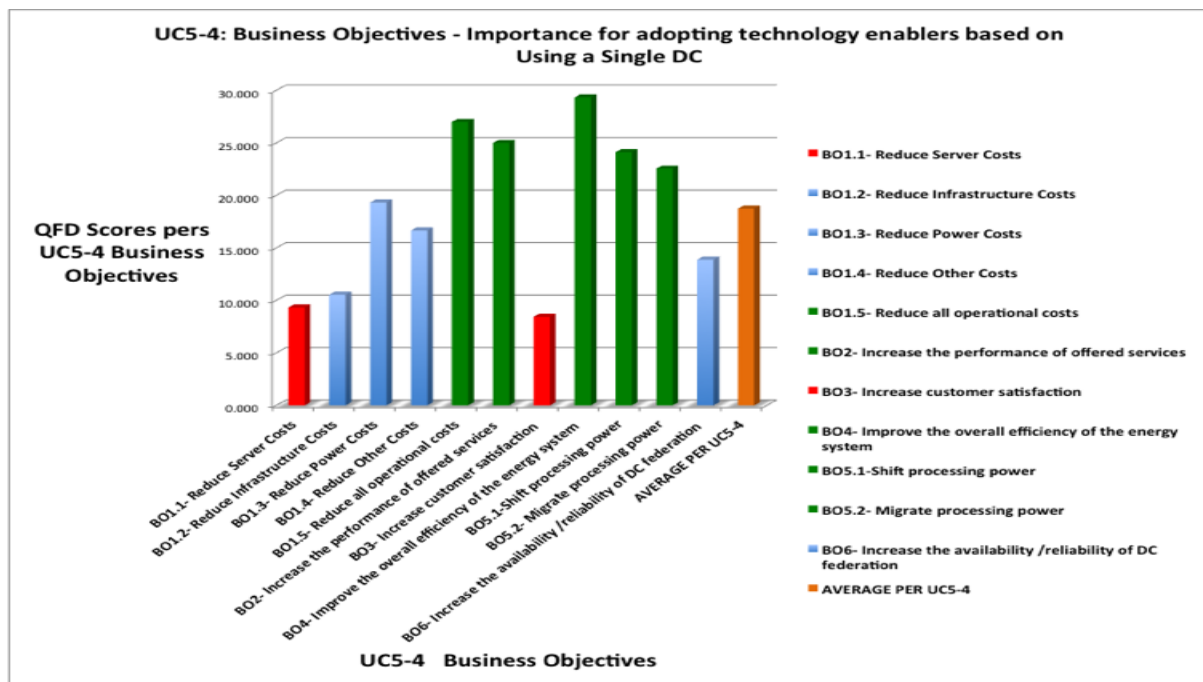 UC5-4: Business Objectives - Importance for adopting technology enablers based on
Using a Single DC
QFD Scores pers
UC5-4 Business
Objectives
30.000
25.000
20.000
15.000
10.000
5.000
0.000
BO1.1- Reduce Server Costs
BO1.2- Reduce Infrastructure Costs
BO1.3- Reduce Power Costs
BO1.4- Reduce Other Costs
BO1.5- Reduce all operational costs
BO2- Increase the performance of offered services
BO3- Increase customer satisfaction
BO4- Improve the overall efficiency of the energy system
BO5.1-Shift processing power
BO5.2- Migrate processing power
BO6- Increase the availability /reliability of DC federation
AVERAGE PER UC5-4
UC5-4 Business Objectives
BO1.1- Reduce Server Costs
BO1.2- Reduce Infrastructure Costs
BO1.3- Reduce Power Costs
BO1.4- Reduce Other Costs
BO1.5- Reduce all operational costs
BO2- Increase the performance of offered services
BO3- Increase customer satisfaction
BO4- Improve the overall efficiency of the energy
system
BO5.1-Shift processing power
BO5.2- Migrate processing power
BO6- Increase the availability /reliability of DC
federation
AVERAGE PER UC5-4